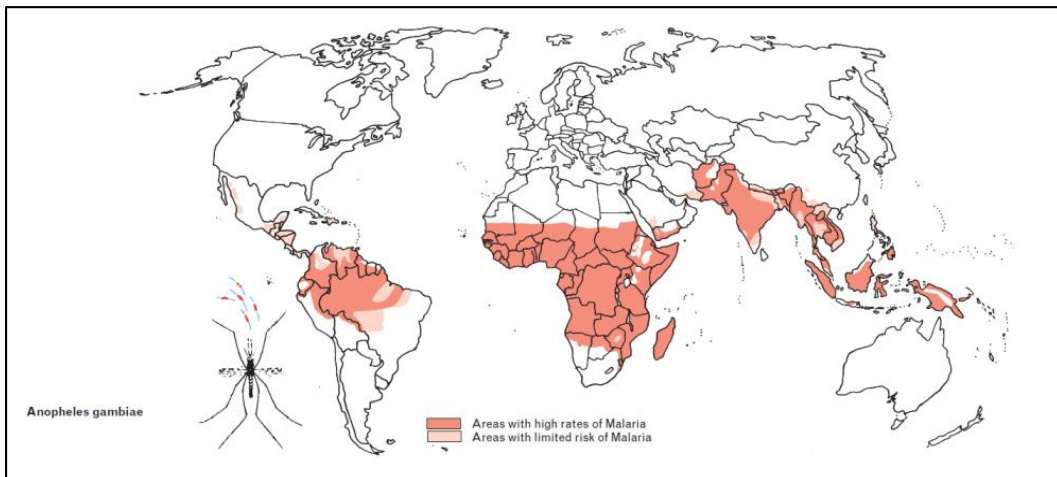 Anopheles gambiae
Areas with high rates of Malaria
Areas with limited risk of Malaria